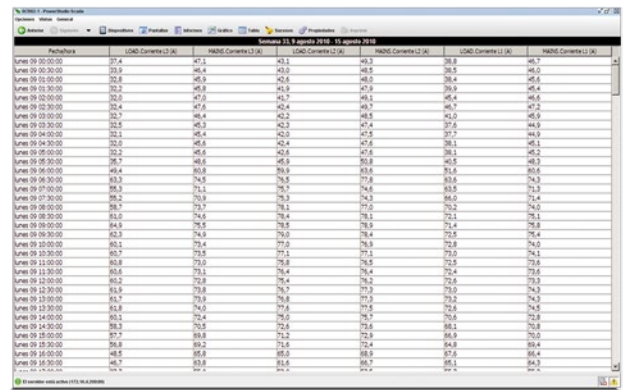 Opciones Vistas General
Anterior Siguiente Dispositivos Pantallas Informes Gráfico Tabla Sucesos Propiedades Imprimir
Semana 33, 9 agosto 2010 - 15 agosto 2010
Fecha/hora LOAD.Corriente L3 (A) MAINS.Corriente L3 (A) LOAD.Corriente L2 (A) MAINS.Corriente L2 (A) LOAD.Corriente L1 (A) MAINS.Corriente L1 (A)
lunes 09 00:00:00 37,4 47,1 43,1 49,3 38,8 46,7
lunes 09 00:30:00 33,9 46,4 43,0 48,5 38,5 46,0
lunes 09 01:00:00 32,8 45,9 42,6 48,0 38,4 45,6
lunes 09 01:30:00 32,2 45,8 41,9 47,9 39,9 45,4
lunes 09 02:00:00 32,0 47,0 41,7 49,1 45,4 46,6
lunes 09 02:30:00 32,4 47,6 42,4 49,7 46,7 47,2
lunes 09 03:00:00 32,7 46,4 42,2 48,5 41,0 45,9
lunes 09 03:30:00 32,5 45,3 42,3 47,4 37,6 44,9
lunes 09 04:00:00 32,1 45,4 42,0 47,5 37,7 44,9
lunes 09 04:30:00 32,0 45,6 42,4 47,6 38,1 45,1
lunes 09 05:00:00 32,2 45,6 42,6 47,6 38,1 45,2
lunes 09 05:30:00 35,7 48,6 45,9 50,8 40,5 48,3
lunes 09 06:00:00 49,4 60,8 59,9 63,6 51,6 60,6
lunes 09 06:30:00 63,3 74,5 76,5 77,8 63,6 74,3
lunes 09 07:00:00 55,3 71,1 75,7 74,6 63,5 71,3
lunes 09 07:30:00 55,2 70,9 75,3 74,3 66,0 71,4
lunes 09 08:00:00 58,7 73,7 78,1 77,0 70,2 74,0
lunes 09 08:30:00 61,0 74,6 78,4 78,1 72,1 75,1
lunes 09 09:00:00 64,9 75,5 78,5 78,9 71,4 75,8
lunes 09 09:30:00 62,3 74,9 79,0 78,4 72,5 75,4
lunes 09 10:00:00 60,1 73,4 77,0 76,9 72,8 74,0
lunes 09 10:30:00 60,7 73,5 77,1 77,1 73,0 74,1
lunes 09 11:00:00 60,8 73,0 75,8 76,5 72,5 73,6
lunes 09 11:30:00 60,6 73,1 76,4 76,4 72,4 73,6
lunes 09 12:00:00 60,2 72,8 75,4 76,2 72,6 73,3
lunes 09 12:30:00 61,9 73,8 76,7 77,3 73,0 74,3
lunes 09 13:00:00 61,7 73,9 76,8 77,3 73,2 74,3
lunes 09 13:30:00 61,8 74,0 77,6 77,5 72,6 74,5
lunes 09 14:00:00 60,1 72,4 75,0 75,7 70,6 72,8
lunes 09 14:30:00 58,3 70,5 72,6 73,6 68,1 70,8
lunes 09 15:00:00 57,7 69,8 71,2 72,9 66,9 70,0
lunes 09 15:30:00 56,8 69,2 71,6 72,4 64,8 69,4
lunes 09 16:00:00 48,5 65,8 65,0 68,9 67,6 66,4
lunes 09 16:30:00 46,7 63,8 61,6 66,7 65,1 64,3
El servidor está activo